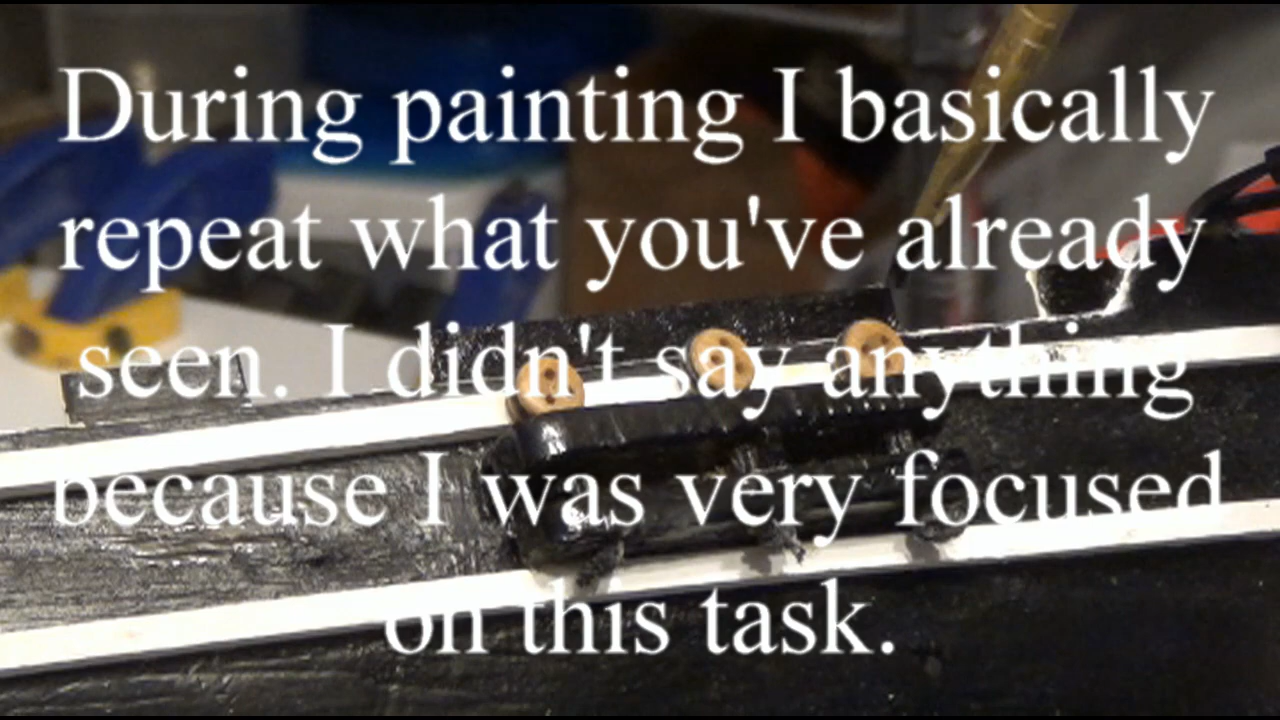 During painting I basically
repeat what you've already
seen. I didn't say anything
because I was very focused
on this task.